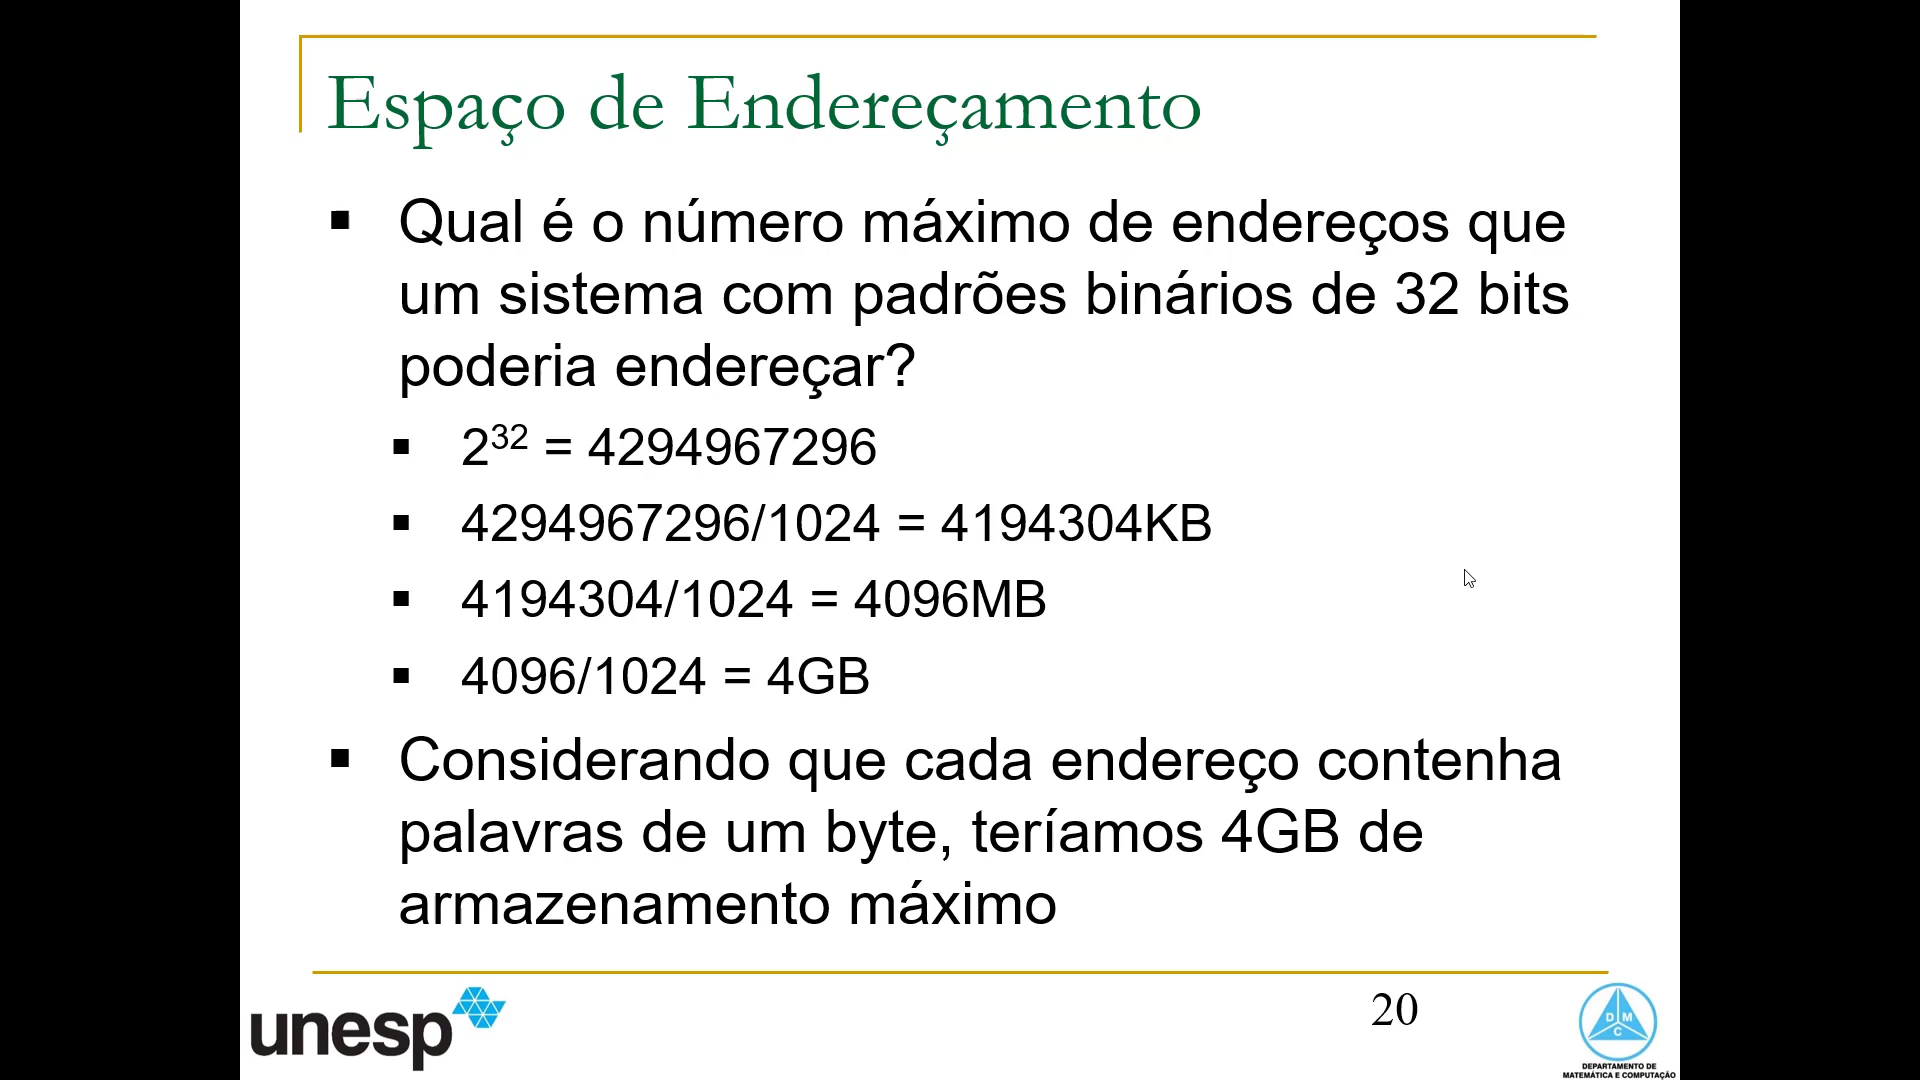 Espaço de Endereçamento
Qual é o número máximo de endereços que
um sistema com padrões binários de 32 bits
poderia endereçar?
2³² = 4294967296
4294967296/1024 = 4194304KB
4194304/1024 = 4096MB
4096/1024 = 4GB
Considerando que cada endereço contenha
palavras de um byte, teríamos 4GB de
armazenamento máximo
unesp
20
D M
C
DEPARTAMENTO DE
MATEMÁTICA E COMPUTAÇÃO